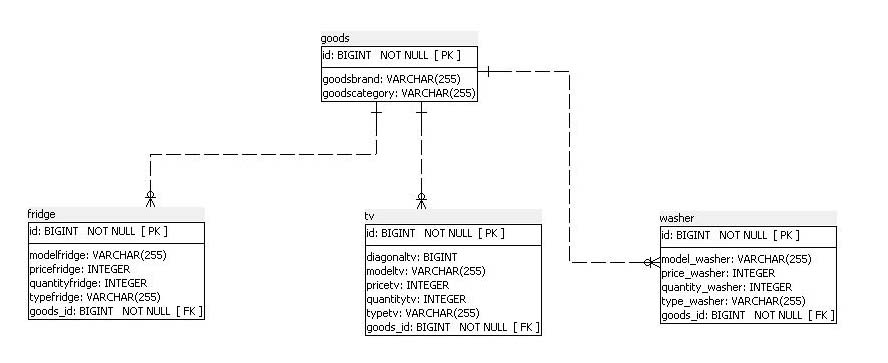 goods
id: BIGINT NOT NULL [ PK ]
goodsbrand: VARCHAR(255)
goodscategory: VARCHAR(255)
fridge
id: BIGINT NOT NULL [ PK ]
modelfridge: VARCHAR(255)
pricefridge: INTEGER
quantityfridge: INTEGER
typefridge: VARCHAR(255)
goods_id: BIGINT NOT NULL [ FK ]
tv
id: BIGINT NOT NULL [ PK ]
diagonaltv: BIGINT
modeltv: VARCHAR(255)
pricetv: INTEGER
quantitytv: INTEGER
typetv: VARCHAR(255)
goods_id: BIGINT NOT NULL [ FK ]
washer
id: BIGINT NOT NULL [ PK ]
model_washer: VARCHAR(255)
price_washer: INTEGER
quantity_washer: INTEGER
type_washer: VARCHAR(255)
goods_id: BIGINT NOT NULL [ FK ]